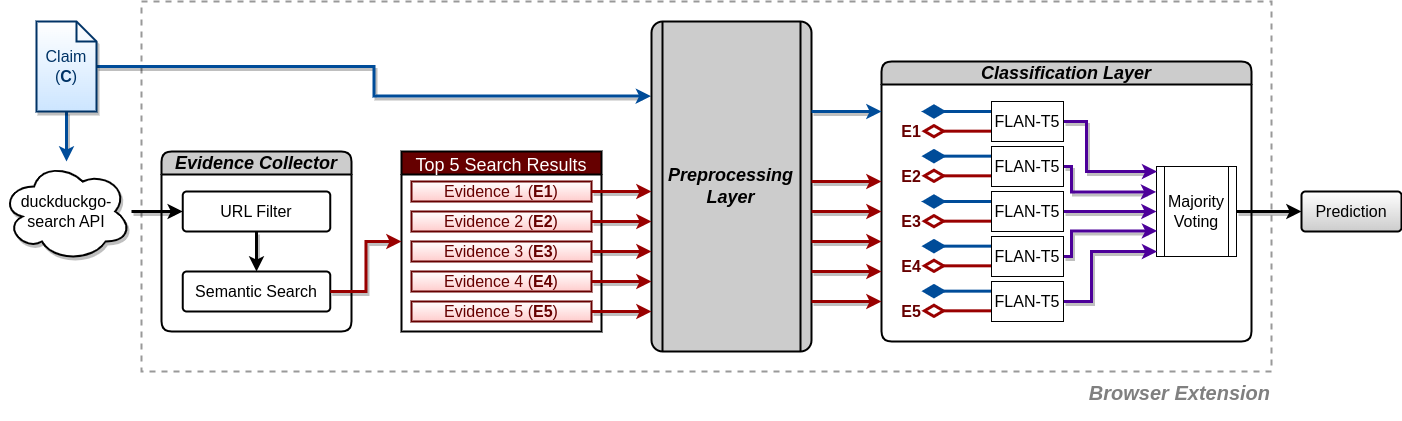 Claim
(C)
duckduckgo-
search API
Evidence Collector
URL Filter
Semantic Search
Top 5 Search Results
Evidence 1 (E1)
Evidence 2 (E2)
Evidence 3 (E3)
Evidence 4 (E4)
Evidence 5 (E5)
Preprocessing
Layer
Classification Layer
E1
FLAN-T5
E2
FLAN-T5
E3
FLAN-T5
E4
FLAN-T5
E5
FLAN-T5
Majority
Voting
Prediction
Browser Extension